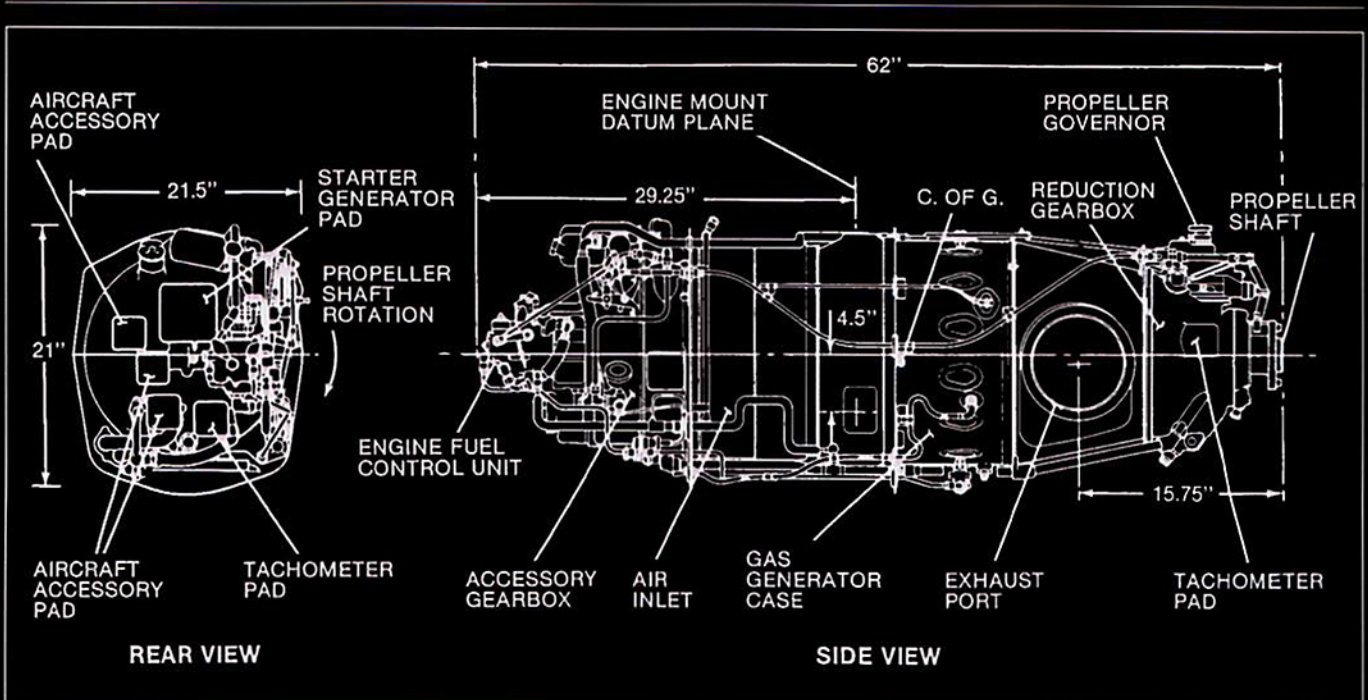 62"
AIRCRAFT
ACCESSORY
PAD
ENGINE MOUNT
DATUM PLANE
PROPELLER
GOVERNOR
21.5"
STARTER
GENERATOR
PAD
29.25"
C. OF G.
REDUCTION
GEARBOX
PROPELLER
SHAFT
PROPELLER
SHAFT
ROTATION
4.5"
21"
ENGINE FUEL
CONTROL UNIT
15.75"
AIRCRAFT
ACCESSORY
PAD
TACHOMETER
PAD
ACCESSORY
GEARBOX
AIR
INLET
GAS
GENERATOR
CASE
EXHAUST
PORT
TACHOMETER
PAD
REAR VIEW
SIDE VIEW